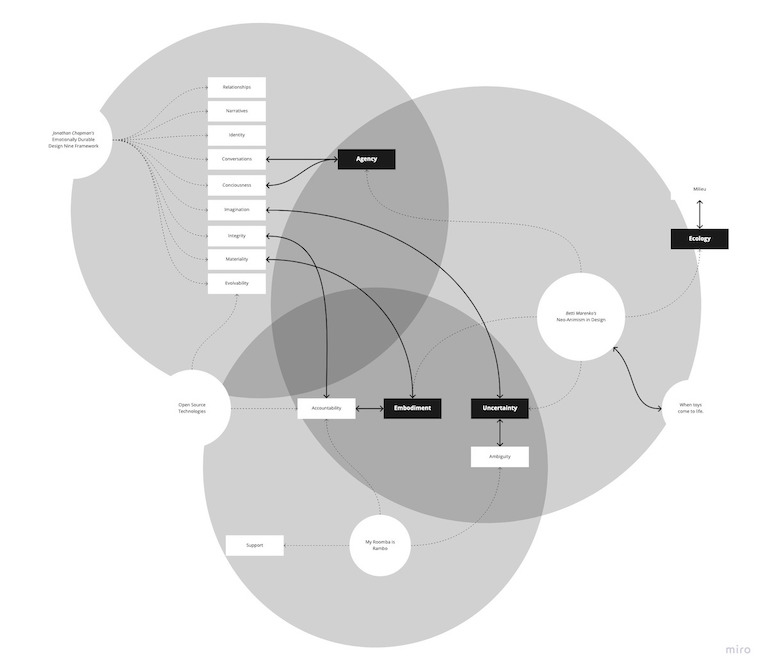 Relationships
Jonathan Chapman's
Emotionally Durable
Design Nine Framework
Narratives
Identity
Conversations
Agency
Conciousness
Milieu
Imagination
Integrity
Ecology
Materiality
Evolvability
Betti Marenko's
Neo-Animism in Design
Open Source
Technologies
Accountability
Embodiment
Uncertainty
When toys
come to life.
Ambiguity
Support
My Roomba is
Rambo
miro